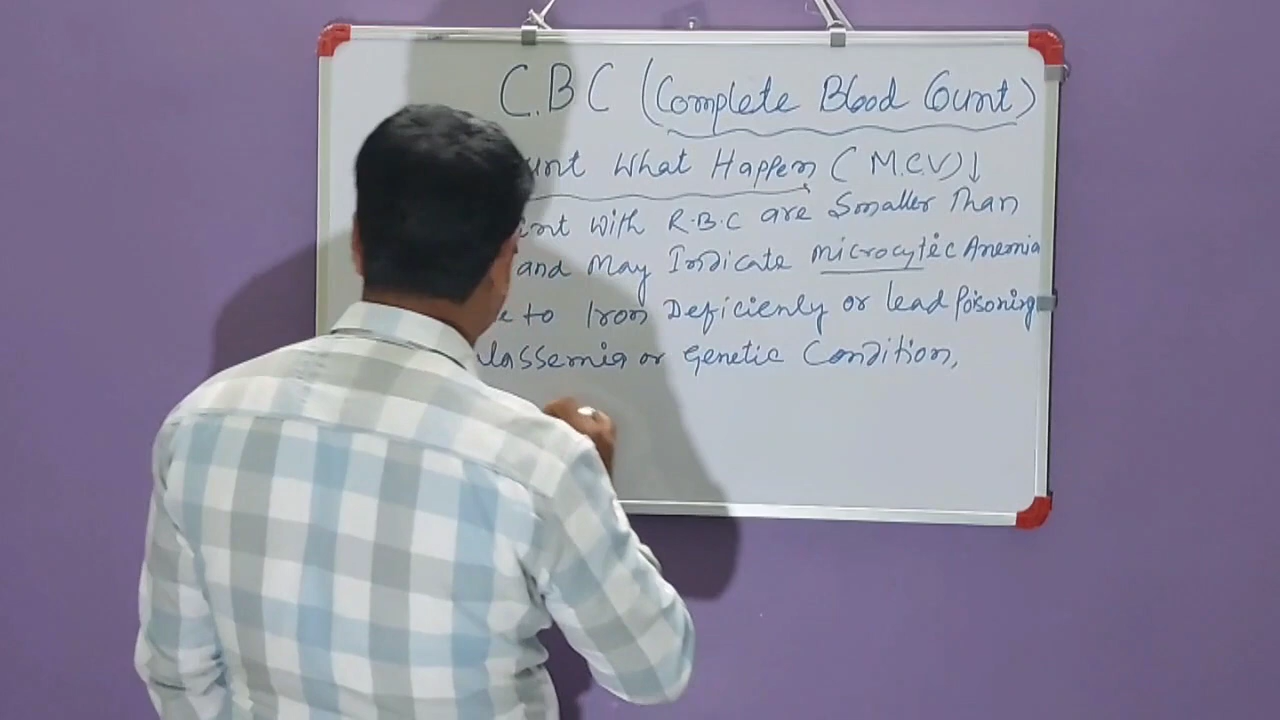 C.B.C (Complete Blood Count)
What Happen (M.C.V)↓
with R.B.C are Smaller Than
and May Indicate Microcytic Anemia
to Iron Deficienly or lead Poisoning
or Genetic Condition,